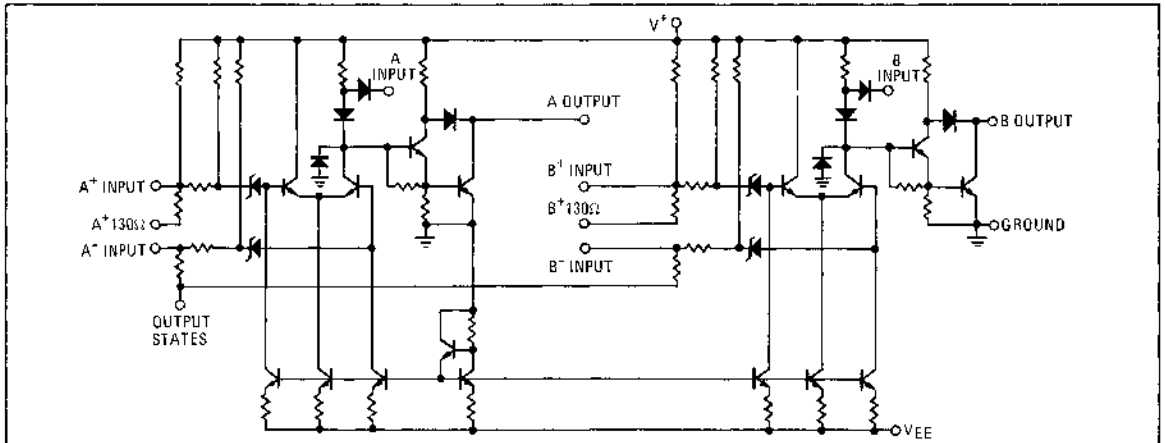 V+
A
INPUT
A OUTPUT
B
INPUT
B OUTPUT
A+ INPUT
A+ 130Ω
A- INPUT
OUTPUT
STATES
B+ INPUT
B+ 130Ω
B- INPUT
GROUND
VEE